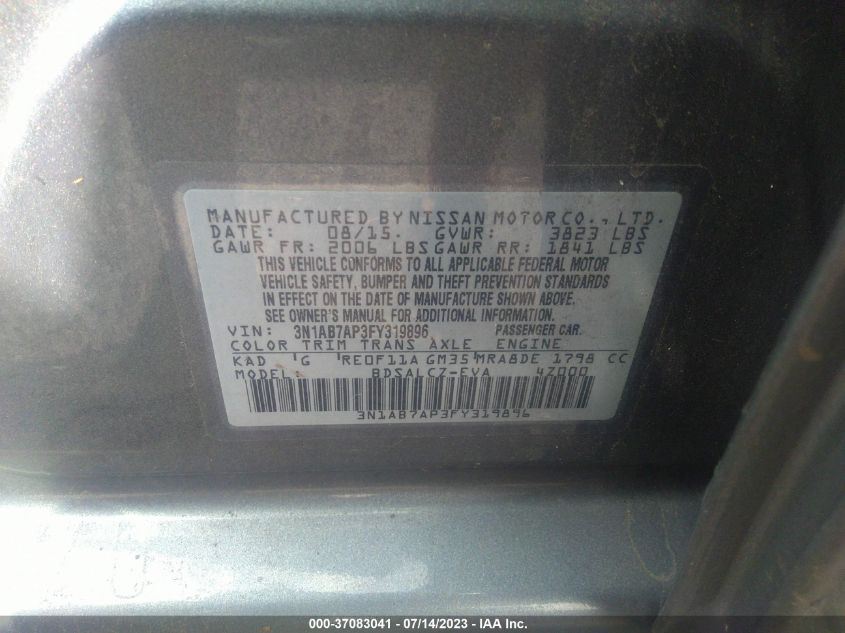 MANUFACTURED BY NISSAN MOTOR CO., LTD.
DATE: 08/15. GVWR: 3823 LBS
GAWR FR: 2006 LBS GAWR RR: 1841 LBS
THIS VEHICLE CONFORMS TO ALL APPLICABLE FEDERAL MOTOR
VEHICLE SAFETY, BUMPER AND THEFT PREVENTION STANDARDS
IN EFFECT ON THE DATE OF MANUFACTURE SHOWN ABOVE.
SEE OWNER'S MANUAL FOR ADDITIONAL INFORMATION.
VIN: 3N1AB7AP3FY319896 PASSENGER CAR.
COLOR TRIM TRANS AXLE ENGINE
KAD G RE0F11A GM35 MRA8DE 1798 CC
MODEL: BDSALCZ-EVA 4Z000
3N1AB7AP3FY319896
000-37083041 - 07/14/2023 - IAA Inc.